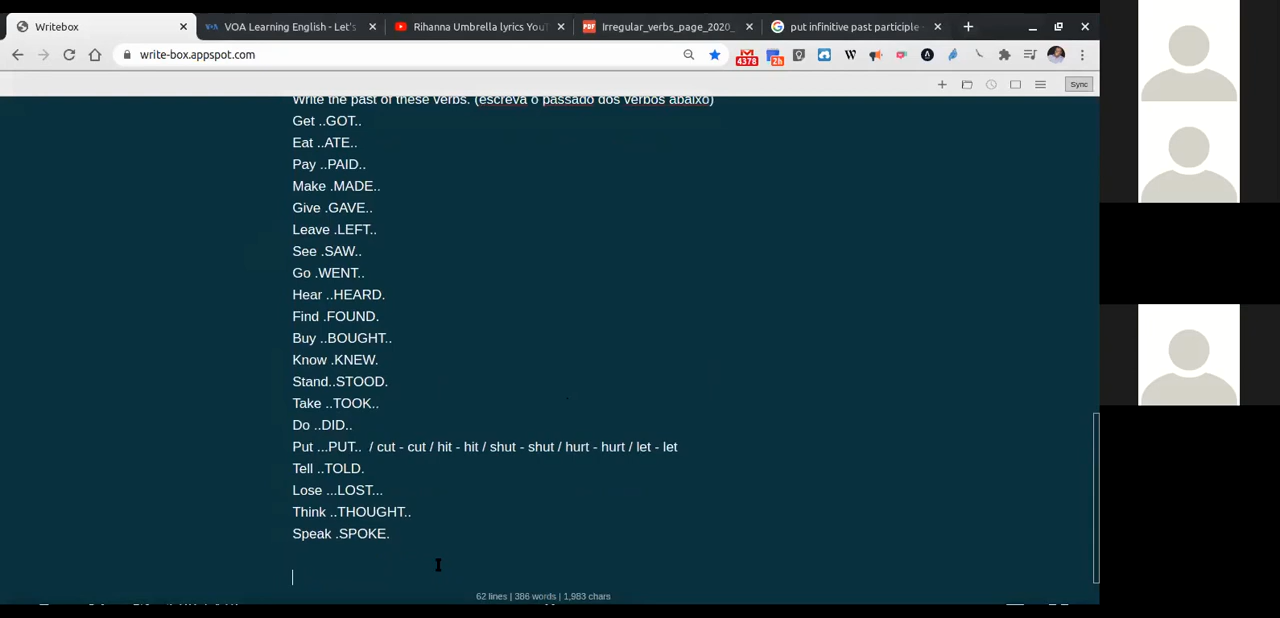 Writebox
VOA Learning English - Let's
Rihanna Umbrella lyrics You
Irregular_verbs_page_2020_
put infinitive past participle
write-box.appspot.com
4378
2h
W
Sync
Write the past of these verbs. (escreva o passado dos verbos abaixo)
Get ..GOT..
Eat ..ATE..
Pay ..PAID..
Make .MADE..
Give .GAVE..
Leave .LEFT..
See .SAW..
Go .WENT..
Hear ..HEARD.
Find .FOUND.
Buy ..BOUGHT..
Know .KNEW.
Stand..STOOD.
Take ..TOOK..
Do ..DID..
Put ...PUT.. / cut - cut / hit - hit / shut - shut / hurt - hurt / let - let
Tell ..TOLD.
Lose ...LOST...
Think ..THOUGHT..
Speak .SPOKE.
62 lines | 386 words | 1,983 chars